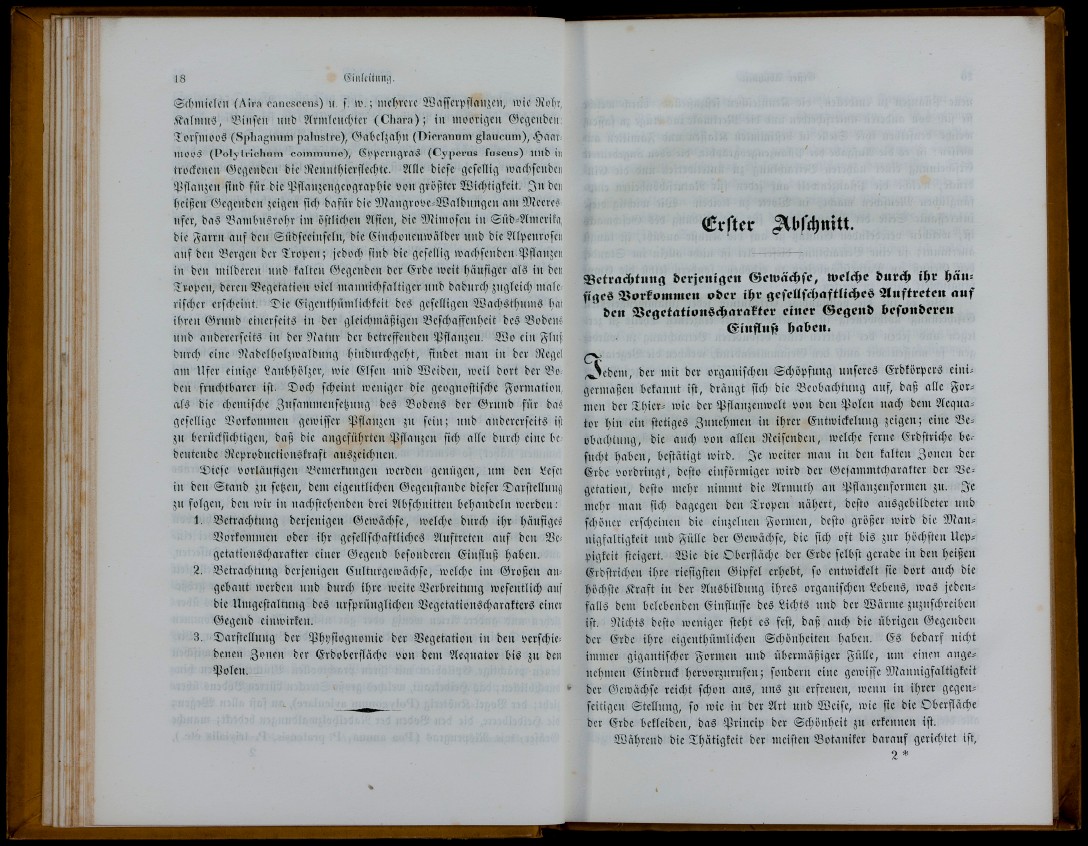 18 Einleitung.
Schmielen (Aira canescens) u. s. w.; mehrere Wasserpflanzen, wie Rohr,
Kalmus, Binsen und Armleuchter (Chara); in moorigen Gegenden
Torfmoos (Sphagnum palustre), Gabelzahn (Dicranum glaucum), Haar
moos (Polytrichum commune), Cyperngras (Cyperus fuscus) und in
trockenen Gegenden die Rennthierflechte. Alle diese gesellig wachsenden
Pflanzen sind für die Pflanzengeographie von größter Wichtigkeit. In den
heißen Gegenden zeigen sich dafür die Mangrove-Waldungen am Meeres
ufer, das Bambusrohr im östlichen Asien, die Mimosen in Süd-Amerika
die Farrn auf den Südseeinseln, die Cinchonenwälder und die Alpenrosen
auf den Bergen der Tropen; jedoch sind die gesellig wachsenden Pflanzen
in den milderen und kalten Gegenden der Erde weit häufiger als in den
Tropen, deren Vegetation viel mannichfaltiger und dadurch zugleich male
rischer erscheint. Die Eigenthümlichkeit des geselligen Wachsthums hat
ihren Grund einerseits in der gleichmäßigen Beschaffenheit des Bodens
und andererseits in der Natur der betreffenden Pflanzen. Wo ein Fluß
durch eine Nadelholzwaldung hindurchgeht, findet man in der Regel
am Ufer einige Laubhölzer, wie Elsen und Weiden, weil dort der Bo
den fruchtbarer ist. Doch scheint weniger die geognostische Formation
als die chemische Zusammensetzung des Bodens der Grund für das
gesellige Vorkommen gewisser Pflanzen zu sein; und andererseits ist
zu berücksichtigen, daß die angeführten Pflanzen sich alle durch eine be
deutende Reproductionskraft auszeichnen.
Diese vorläufigen Bemerkungen werden genügen, um den Leser
in den Stand zu setzen, dem eigentlichen Gegenstande dieser Darstellung
zu folgen, den wir in nachstehenden drei Abschnitten behandeln werden:
1. Betrachtung derjenigen Gewächse, welche durch ihr häufiges
Vorkommen oder ihr gesellschaftliches Auftreten auf den Ve
getationscharakter einer Gegend besonderen Einfluß haben.
2. Betrachtung derjenigen Culturgewächse, welche im Großen an
gebaut werden und durch ihre weite Verbreitung wesentlich auf
die Umgestaltung des ursprünglichen Vegetationscharakters einer
Gegend einwirken.
3. Darstellung der Physiognomie der Vegetation in den verschie
denen Zonen der Erdoberfläche von dem Aequator bis zu den
Polen.
Erster Abschnitt.
Betrachtung derjenigen Gewächse, welche durch ihr häu-
figes Vorkommen oder ihr gesellschaftliches Auftreten auf
den Vegetationscharakter einer Gegend besonderen
Einfluß haben.
Jedem, der mit der organischen Schöpfung unseres Erdkörpers eini-
germaßen bekannt ist, drängt sich die Beobachtung auf, daß alle For-
men der Thier- wie der Pflanzenwelt von den Polen nach dem Aequa-
tor hin ein stetiges Zunehmen in ihrer Entwickelung zeigen; eine Be-
obachtung, die auch von allen Reisenden, welche ferne Erdstriche be-
sucht haben, bestätigt wird. Je weiter man in den kalten Zonen der
Erde vordringt, desto einförmiger wird der Gesammtcharakter der Ve-
getation, desto mehr nimmt die Armuth an Pflanzenformen zu. Je
mehr man sich dagegen den Tropen nähert, desto ausgebildeter und
schöner erscheinen die einzelnen Formen, desto größer wird die Man-
nigfaltigkeit und Fülle der Gewächse, die sich oft bis zur höchsten Uep-
pigkeit steigert. Wie die Oberfläche der Erde selbst gerade in den heißen
Erdstrichen ihre riesigsten Gipfel erhebt, so entwickelt sie dort auch die
höchste Kraft in der Ausbildung ihres organischen Lebens, was jeden-
falls dem belebenden Einflusse des Lichts und der Wärme zuzuschreiben
ist. Nichts desto weniger steht es fest, daß auch die übrigen Gegenden
der Erde ihre eigenthümlichen Schönheiten haben. Es bedarf nicht
immer gigantischer Formen und übermäßiger Fülle, um einen ange-
nehmen Eindruck hervorzurufen; sondern eine gewisse Mannigfaltigkeit
der Gewächse reicht schon aus, uns zu erfreuen, wenn in ihrer gegen-
seitigen Stellung, so wie in der Art und Weise, wie sie die Oberfläche
der Erde bekleiden, das Princip der Schönheit zu erkennen ist.
Während die Thätigkeit der meisten Botaniker darauf gerichtet ist,
2 *